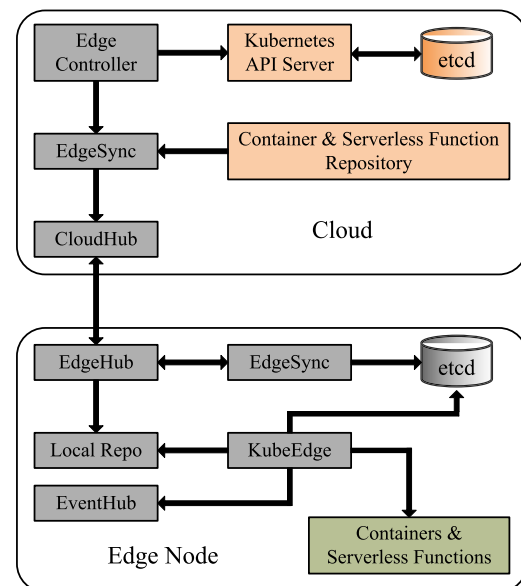 Edge
Controller
Kubernetes
API Server
etcd
EdgeSync
Container & Serverless Function
Repository
CloudHub
Cloud
EdgeHub
EdgeSync
etcd
Local Repo
KubeEdge
EventHub
Containers &
Serverless Functions
Edge Node